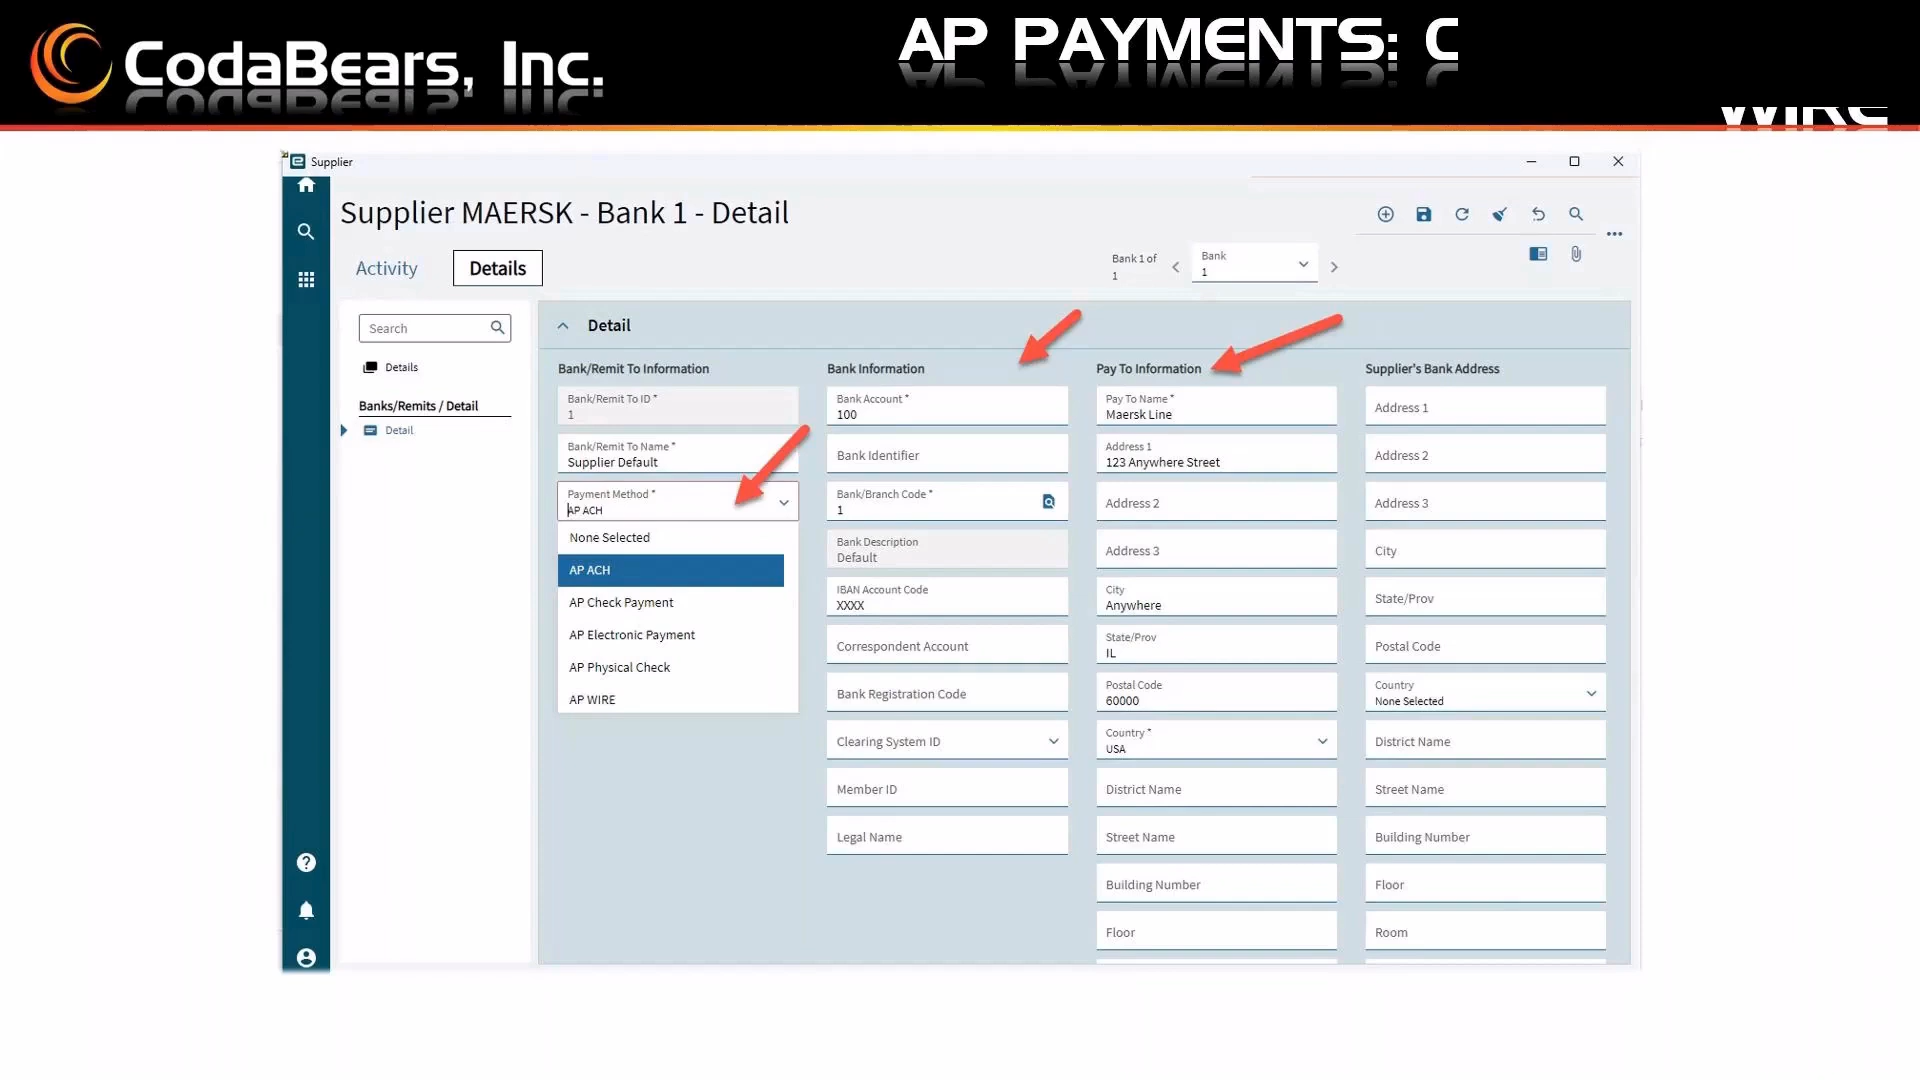 CodaBears, Inc.
AP PAYMENTS: C
WIRE
Supplier
Supplier MAERSK - Bank 1 - Detail
Activity
Details
Bank 1 of
1
Bank
1
Search
Details
Banks/Remits / Detail
Detail
Detail
Bank/Remit To Information
Bank/Remit To ID *
1
Bank/Remit To Name *
Supplier Default
Payment Method *
AP ACH
None Selected
AP ACH
AP Check Payment
AP Electronic Payment
AP Physical Check
AP WIRE
Bank Information
Bank Account *
100
Bank Identifier
Bank/Branch Code *
1
Bank Description
Default
IBAN Account Code
XXXX
Correspondent Account
Bank Registration Code
Clearing System ID
Member ID
Legal Name
Pay To Information
Pay To Name *
Maersk Line
Address 1
123 Anywhere Street
Address 2
Address 3
City
Anywhere
State/Prov
IL
Postal Code
60000
Country *
USA
District Name
Street Name
Building Number
Floor
Supplier's Bank Address
Address 1
Address 2
Address 3
City
State/Prov
Postal Code
Country
None Selected
District Name
Street Name
Building Number
Floor
Room